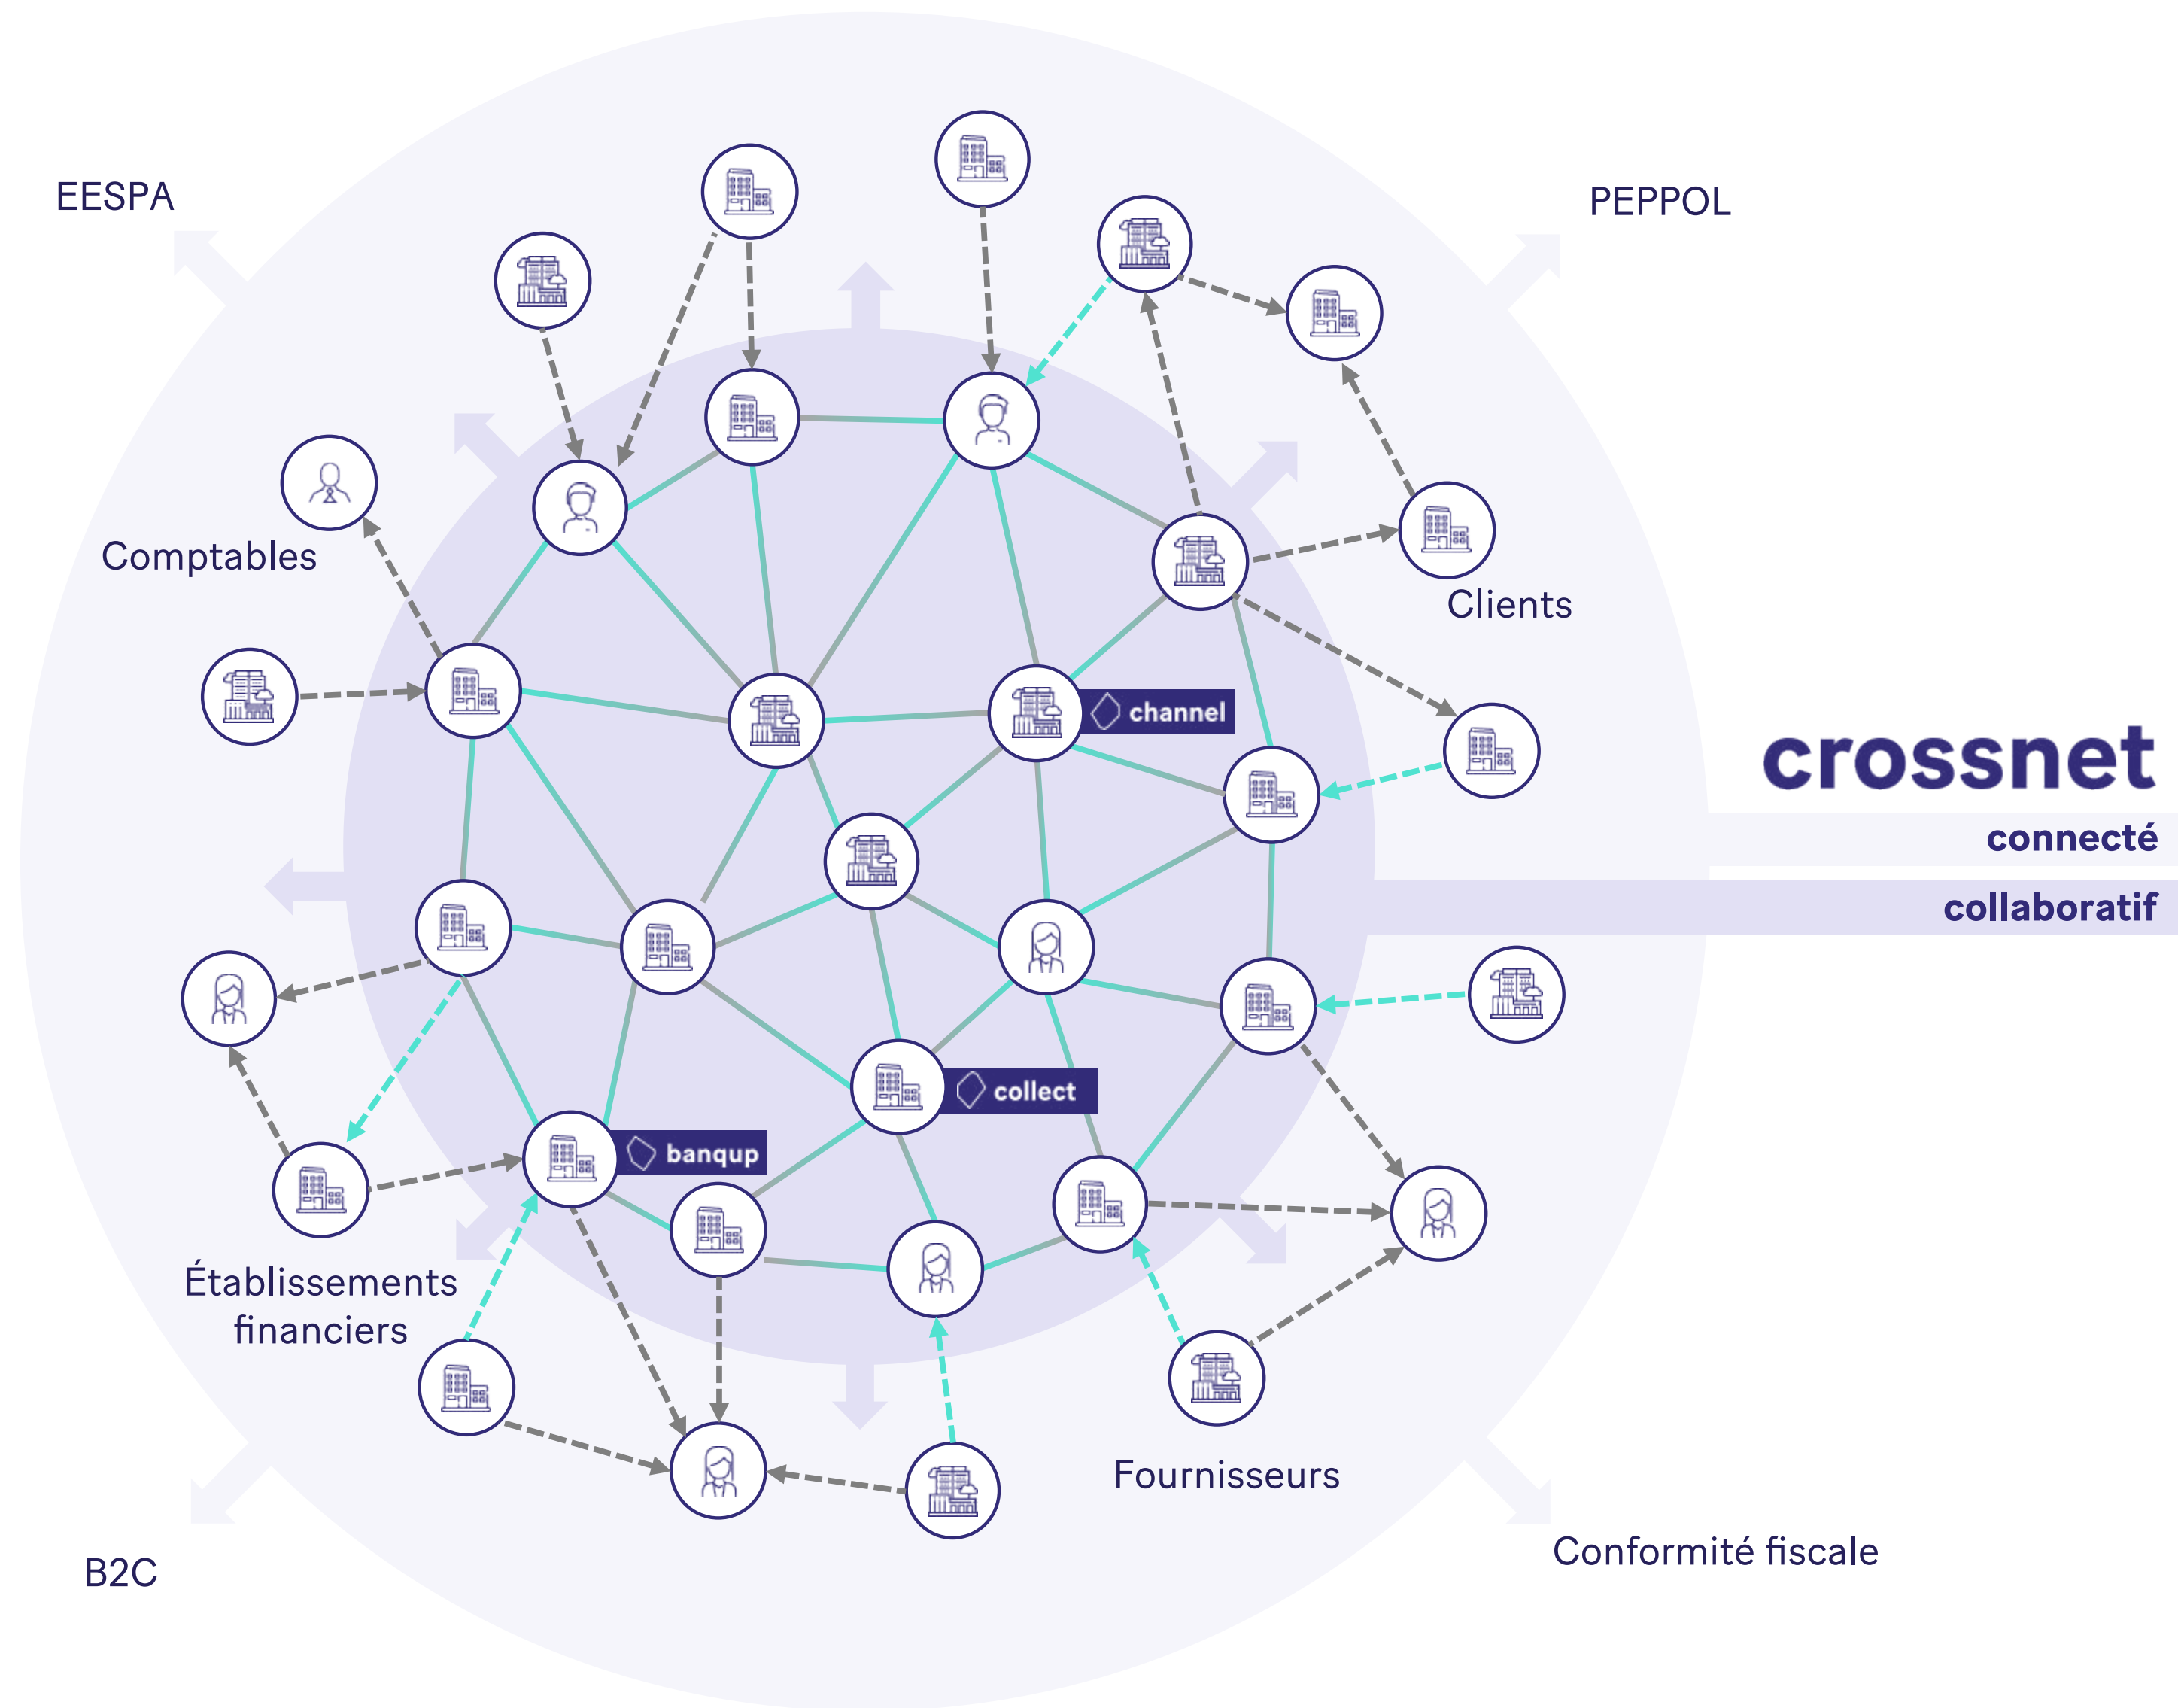 EESPA
PEPPOL
Comptables
Clients
channel
crossnet
connecté
collaboratif
collect
banqup
Établissements
financiers
Fournisseurs
Conformité fiscale
B2C